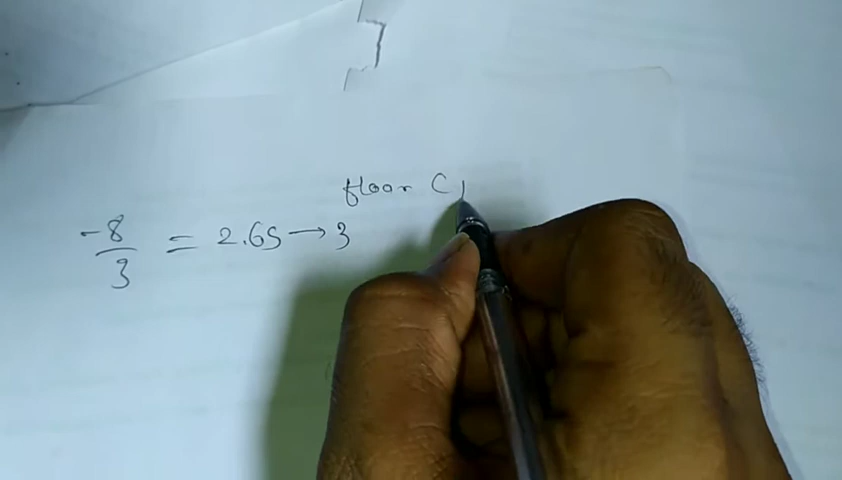 floor ()
-8/3 = 2.65 → 3